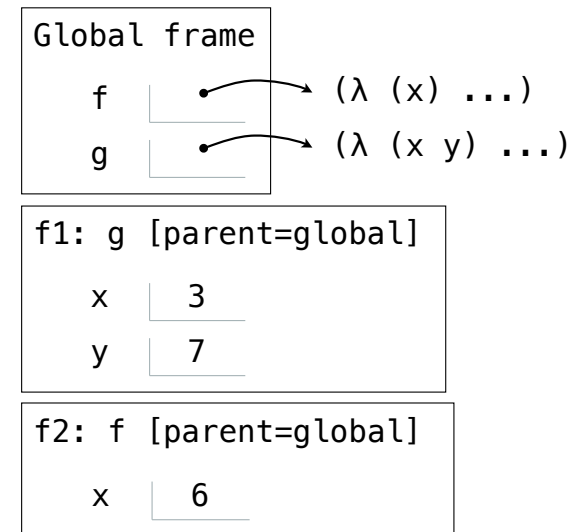 Global frame
f (λ (x) ...)
g (λ (x y) ...)
f1: g [parent=global]
x 3
y 7
f2: f [parent=global]
x 6